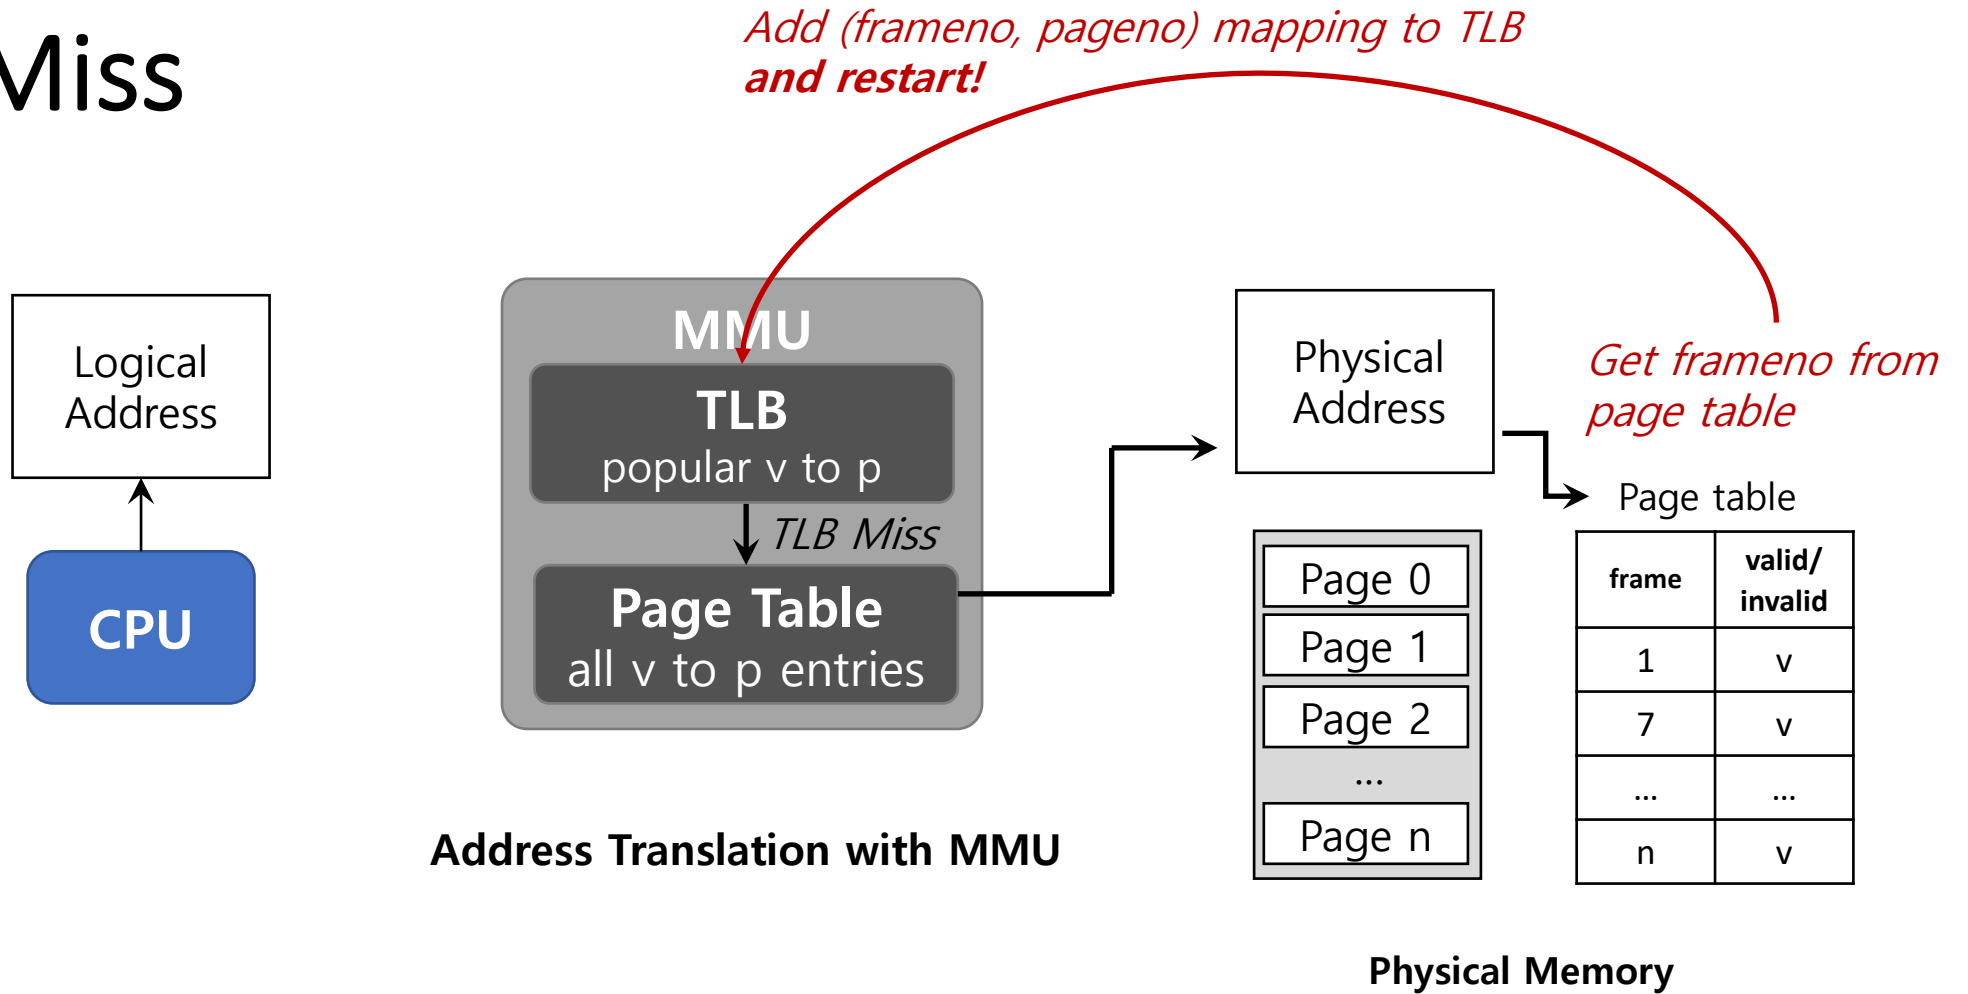 Miss
Add (frameno, pageno) mapping to TLB
and restart!
Logical
Address
CPU
MMU
TLB
popular v to p
TLB Miss
Page Table
all v to p entries
Address Translation with MMU
Physical
Address
Get frameno from
page table
Page table
Page 0
Page 1
Page 2
...
Page n
frame valid/
invalid
1 v
7 v
... ...
n v
Physical Memory